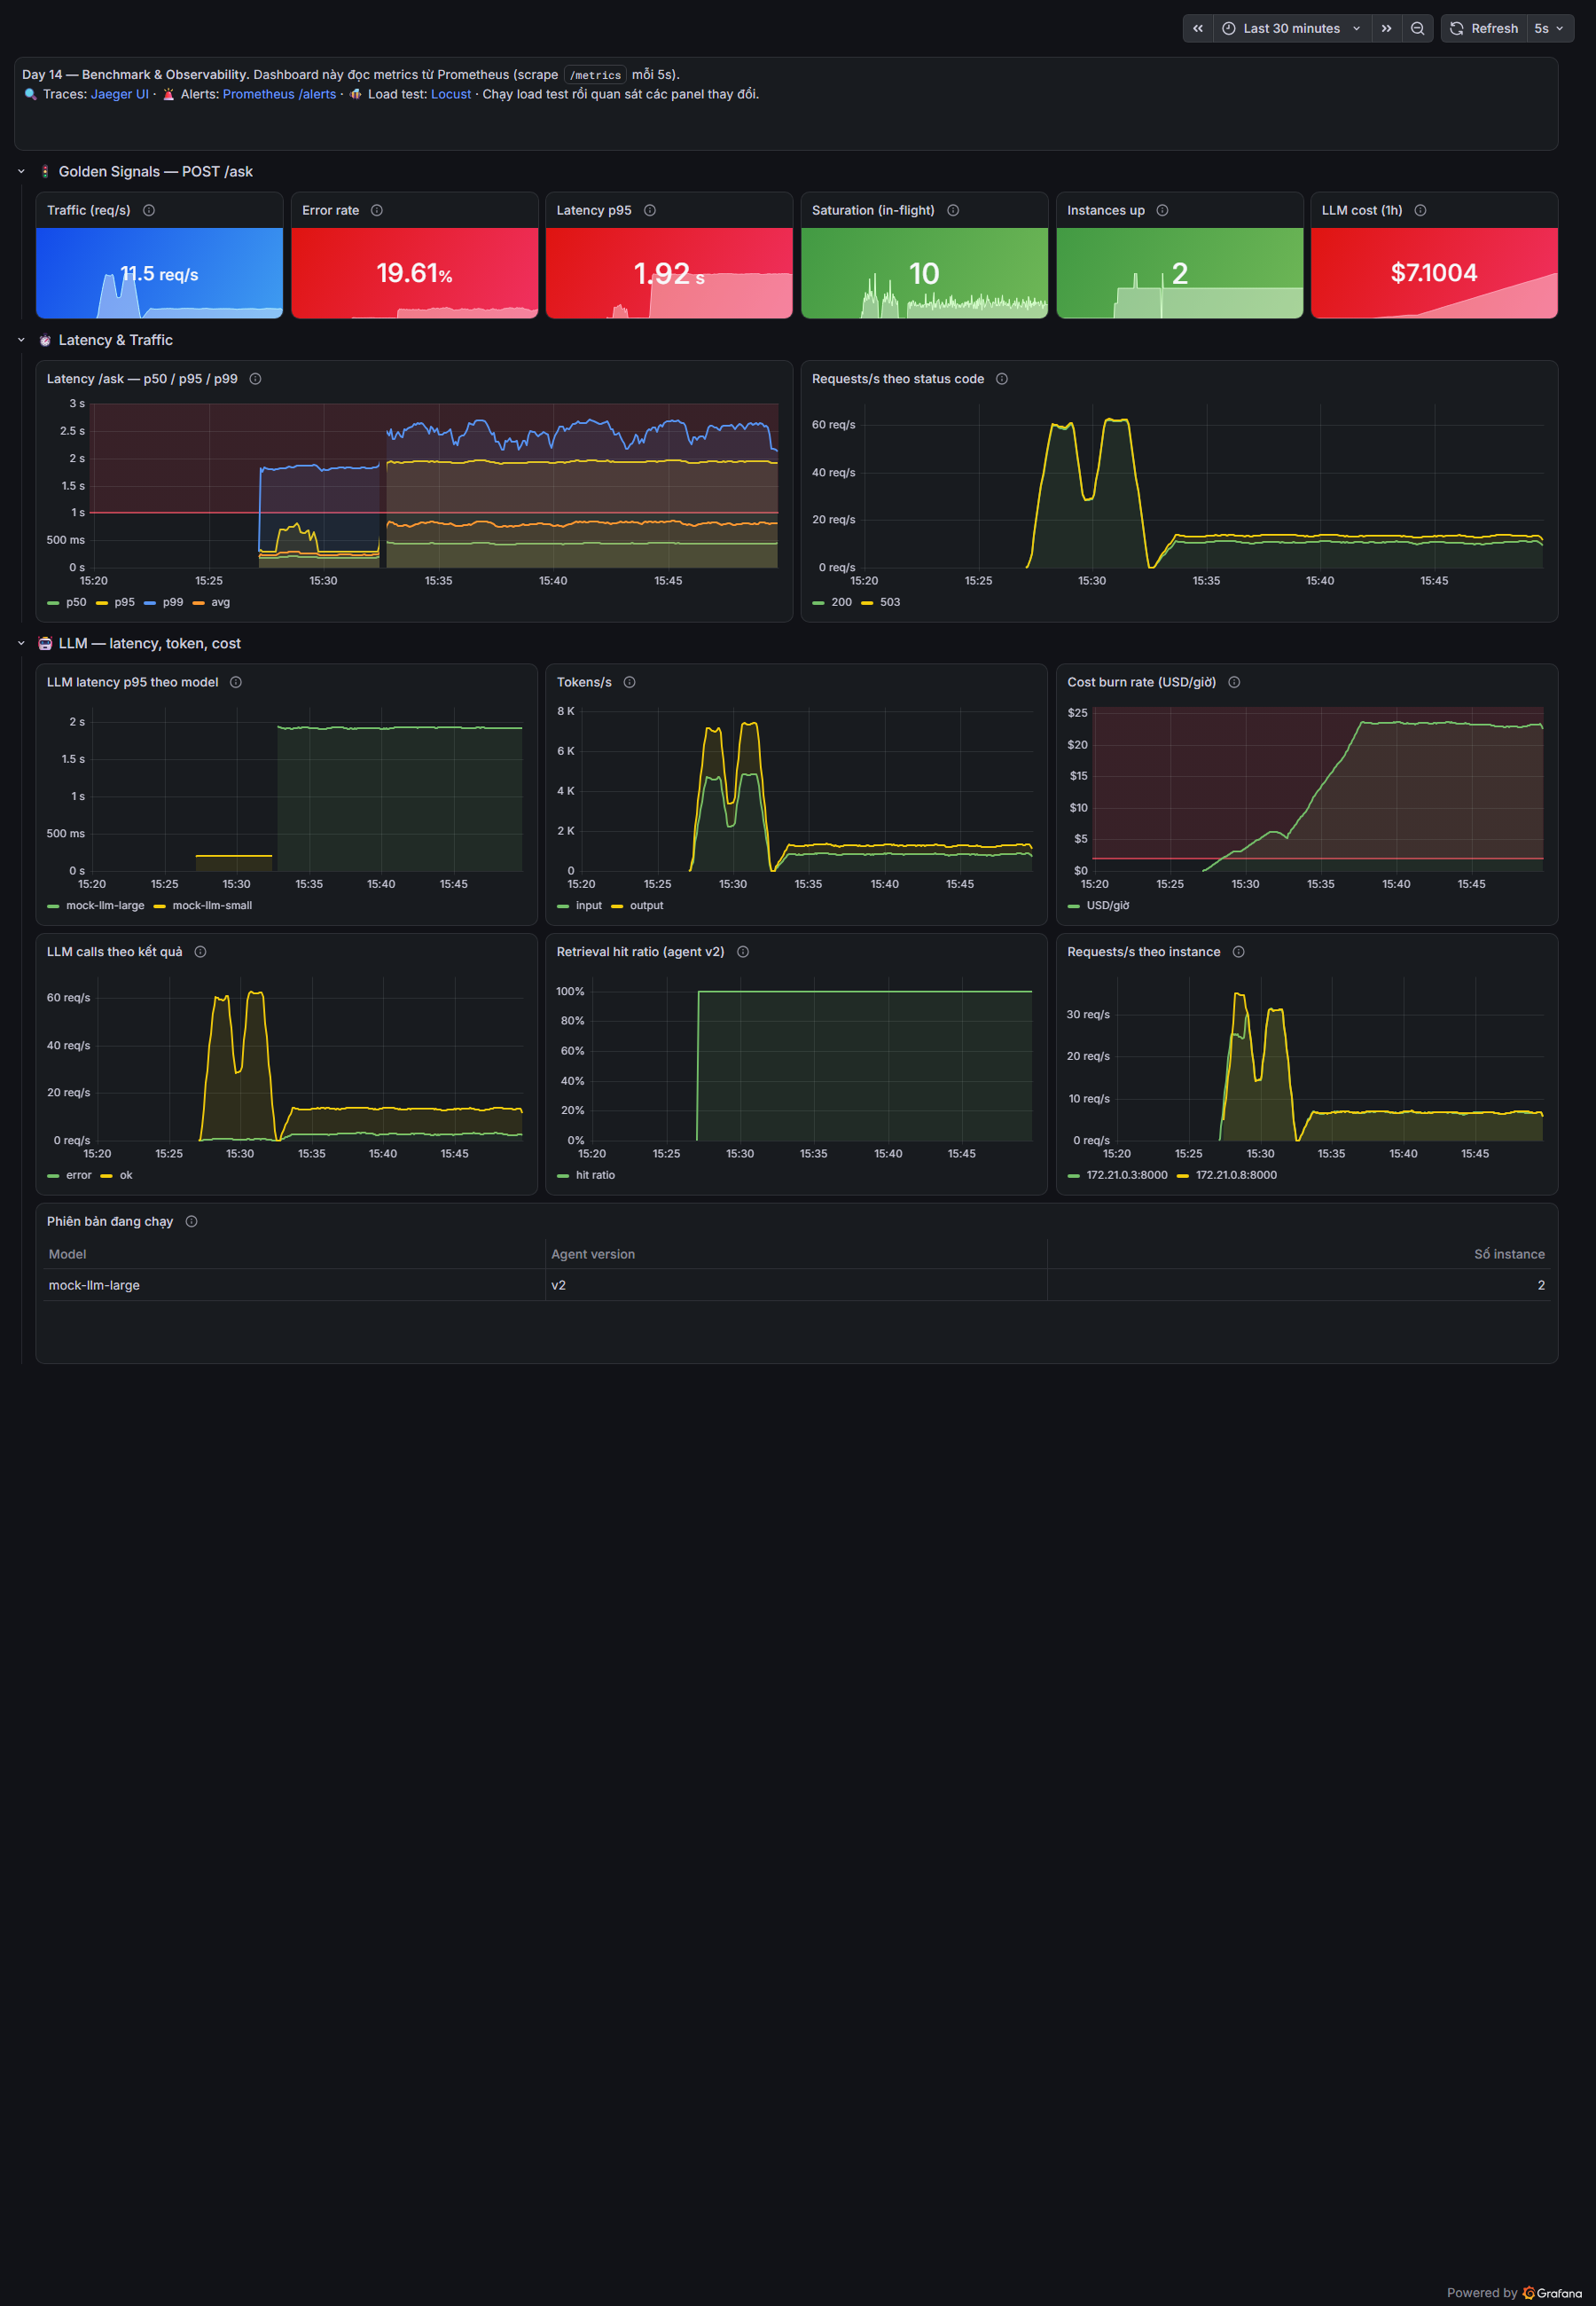 Last 30 minutes Refresh 5s
Day 14 — Benchmark & Observability. Dashboard này đọc metrics từ Prometheus (scrape /metrics mỗi 5s).
Traces: Jaeger UI · Alerts: Prometheus /alerts · Load test: Locust · Chạy load test rồi quan sát các panel thay đổi.
Golden Signals — POST /ask
Traffic (req/s)
11.5 req/s
Error rate
19.61%
Latency p95
1.92 s
Saturation (in-flight)
10
Instances up
2
LLM cost (1h)
$7.1004
Latency & Traffic
Latency /ask — p50 / p95 / p99
3 s
2.5 s
2 s
1.5 s
1 s
500 ms
0 s
15:20 15:25 15:30 15:35 15:40 15:45
p50 p95 p99 avg
Requests/s theo status code
60 req/s
40 req/s
20 req/s
0 req/s
15:20 15:25 15:30 15:35 15:40 15:45
200 503
LLM — latency, token, cost
LLM latency p95 theo model
2 s
1.5 s
1 s
500 ms
0 s
15:20 15:25 15:30 15:35 15:40 15:45
mock-llm-large mock-llm-small
Tokens/s
8 K
6 K
4 K
2 K
0
15:20 15:25 15:30 15:35 15:40 15:45
input output
Cost burn rate (USD/giờ)
$25
$20
$15
$10
$5
$0
15:20 15:25 15:30 15:35 15:40 15:45
USD/giờ
LLM calls theo kết quả
60 req/s
40 req/s
20 req/s
0 req/s
15:20 15:25 15:30 15:35 15:40 15:45
error ok
Retrieval hit ratio (agent v2)
100%
80%
60%
40%
20%
0%
15:20 15:25 15:30 15:35 15:40 15:45
hit ratio
Requests/s theo instance
30 req/s
20 req/s
10 req/s
0 req/s
15:20 15:25 15:30 15:35 15:40 15:45
172.21.0.3:8000 172.21.0.8:8000
Phiên bản đang chạy
Model Agent version Số instance
mock-llm-large v2 2
Powered by Grafana